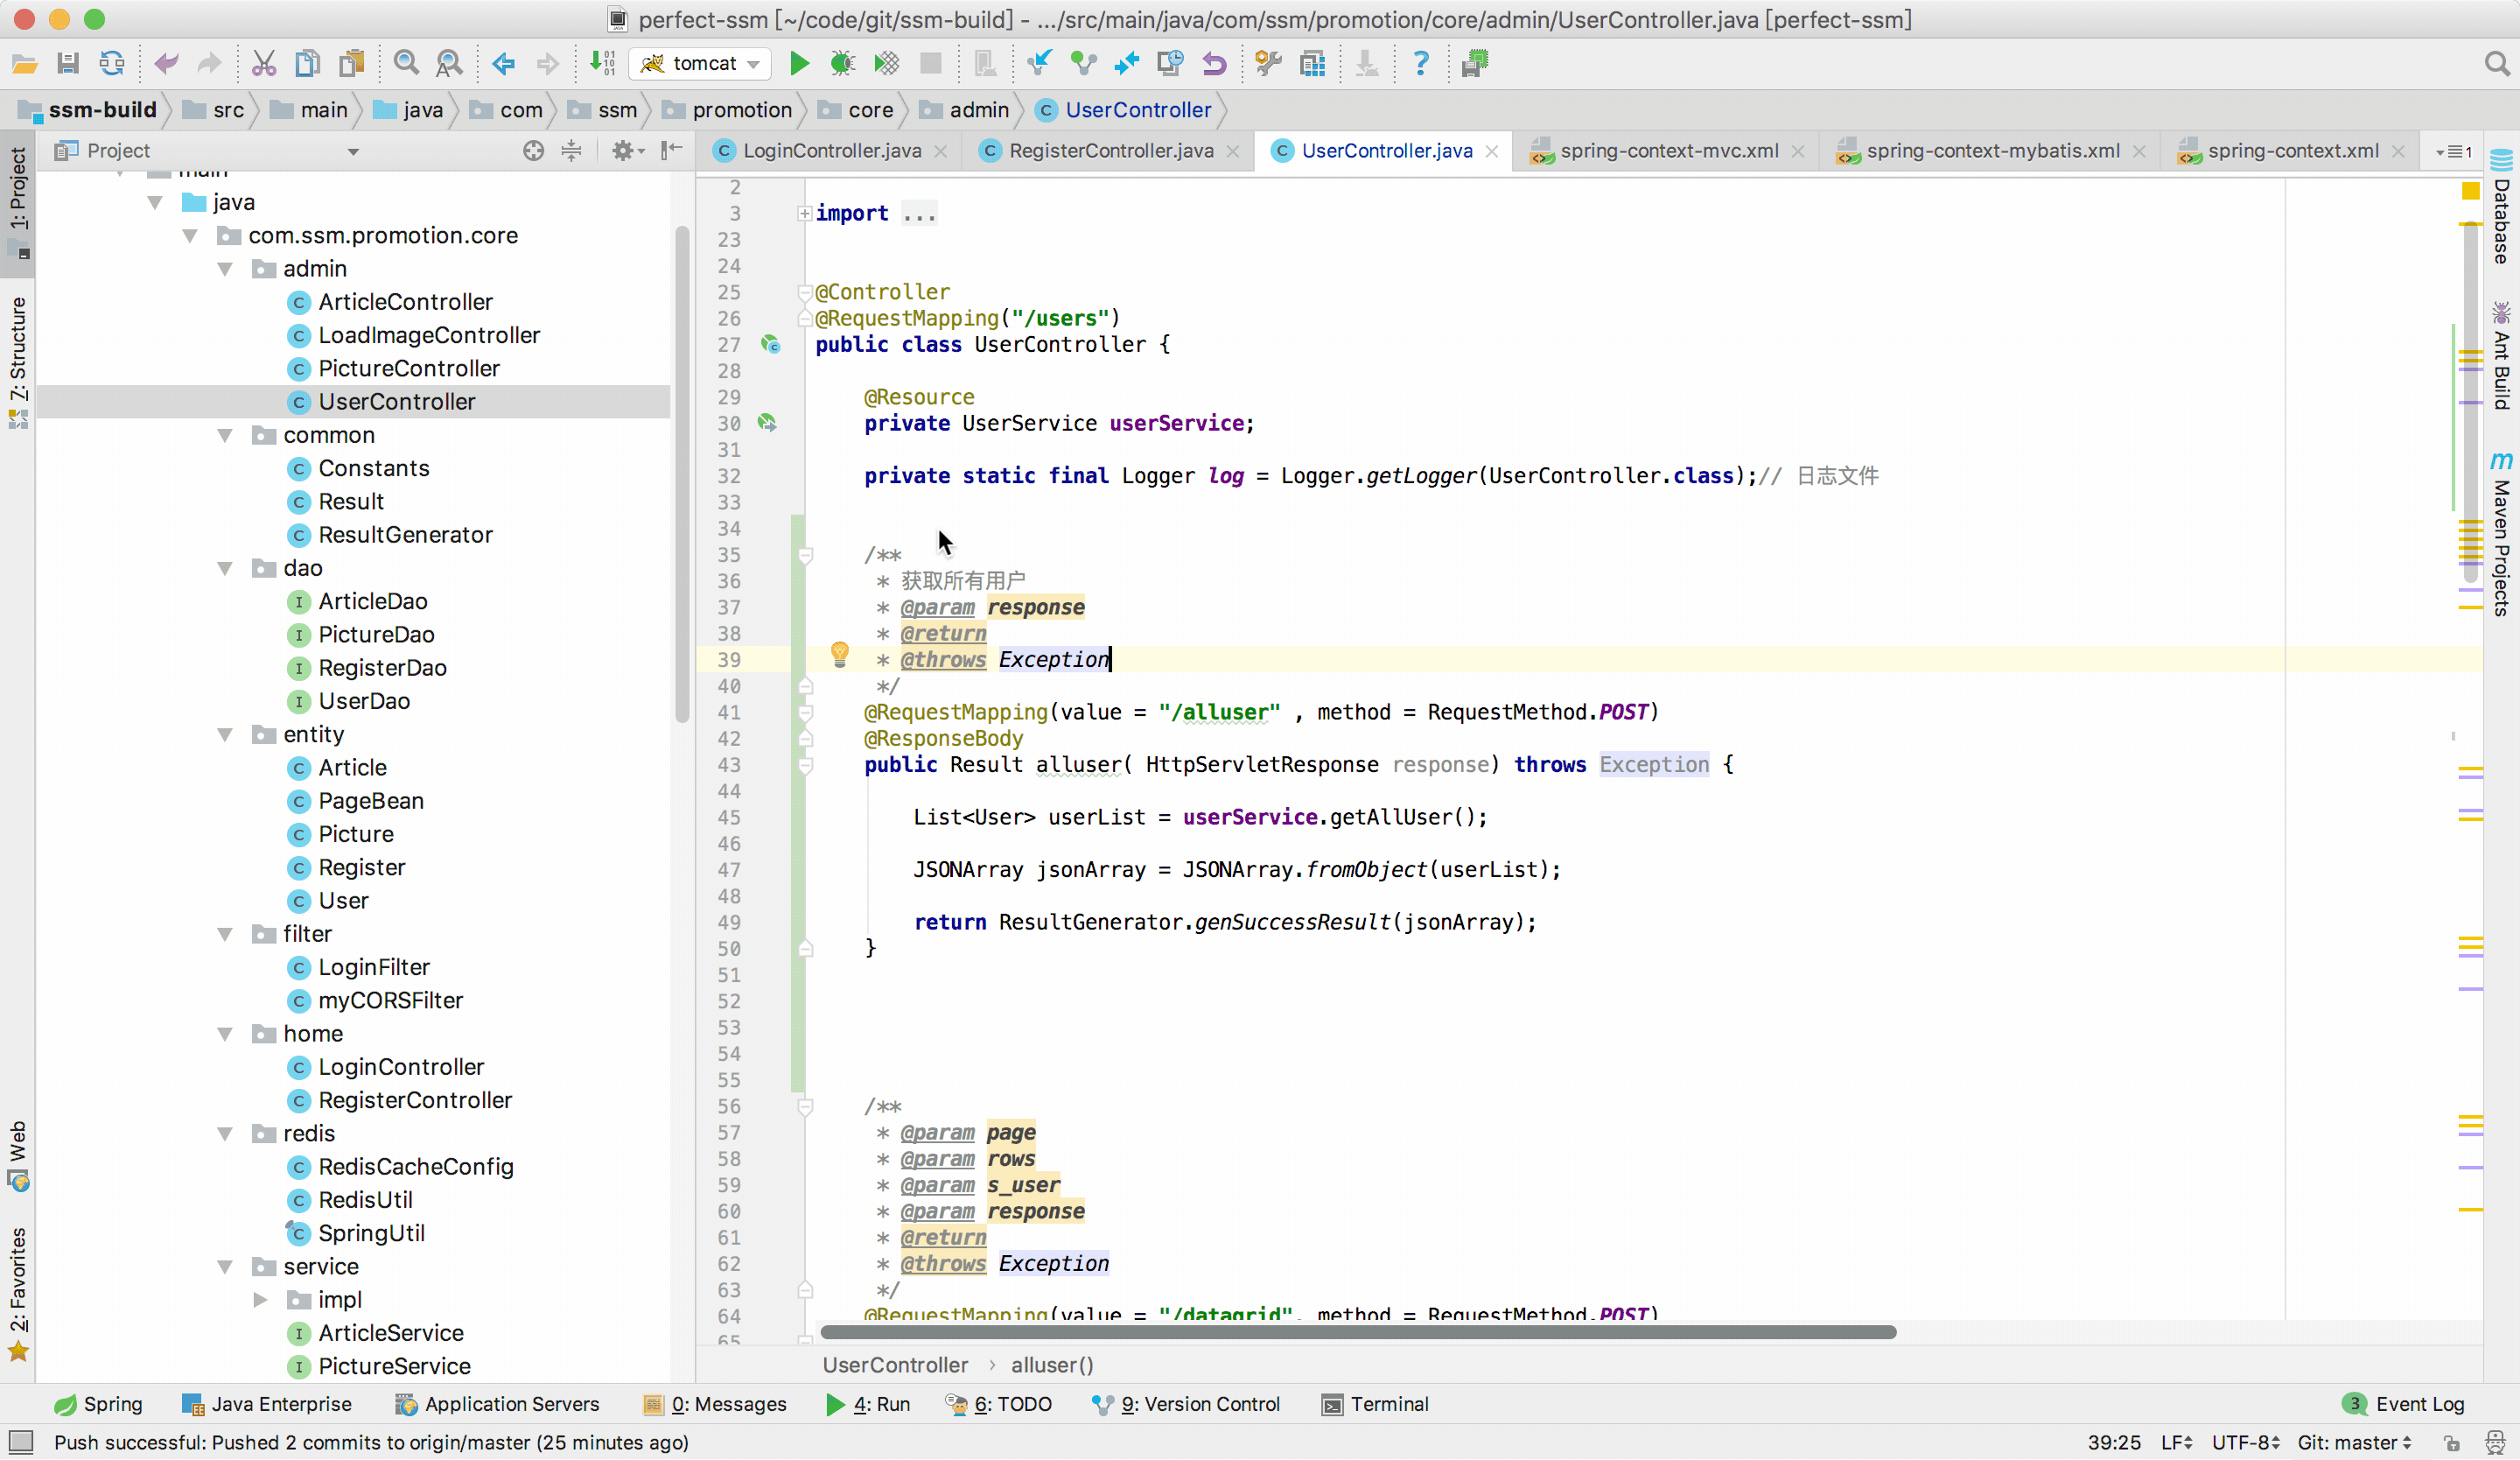 perfect-ssm [~/code/git/ssm-build] - .../src/main/java/com/ssm/promotion/core/admin/UserController.java [perfect-ssm]
tomcat
ssm-build src main java com ssm promotion core admin UserController
Project
LoginController.java RegisterController.java UserController.java spring-context-mvc.xml spring-context-mybatis.xml spring-context.xml 1
1: Project
7: Structure
Web
2: Favorites
main
java
com.ssm.promotion.core
admin
ArticleController
LoadImageController
PictureController
UserController
common
Constants
Result
ResultGenerator
dao
ArticleDao
PictureDao
RegisterDao
UserDao
entity
Article
PageBean
Picture
Register
User
filter
LoginFilter
myCORSFilter
home
LoginController
RegisterController
redis
RedisCacheConfig
RedisUtil
SpringUtil
service
impl
ArticleService
PictureService
2
3 import ...
23
24
25 @Controller
26 @RequestMapping("/users")
27 public class UserController {
28
29 @Resource
30 private UserService userService;
31
32 private static final Logger log = Logger.getLogger(UserController.class);// 日志文件
33
34
35 /**
36 * 获取所有用户
37 * @param response
38 * @return
39 * @throws Exception
40 */
41 @RequestMapping(value = "/alluser" , method = RequestMethod.POST)
42 @ResponseBody
43 public Result alluser( HttpServletResponse response) throws Exception {
44
45 List<User> userList = userService.getAllUser();
46
47 JSONArray jsonArray = JSONArray.fromObject(userList);
48
49 return ResultGenerator.genSuccessResult(jsonArray);
50 }
51
52
53
54
55
56 /**
57 * @param page
58 * @param rows
59 * @param s_user
60 * @param response
61 * @return
62 * @throws Exception
63 */
64 @RequestMapping(value = "/datagrid", method = RequestMethod.POST)
65
UserController › alluser()
Database
Ant Build
Maven Projects
Spring Java Enterprise Application Servers 0: Messages 4: Run 6: TODO 9: Version Control Terminal 3 Event Log
Push successful: Pushed 2 commits to origin/master (25 minutes ago) 39:25 LF UTF-8 Git: master